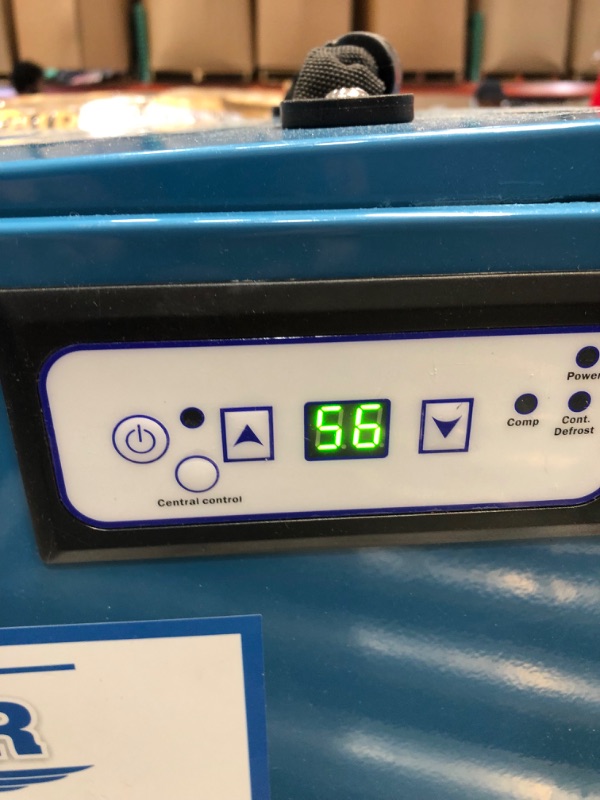 Power
56
Comp
Cont.
Defrost
Central control
R